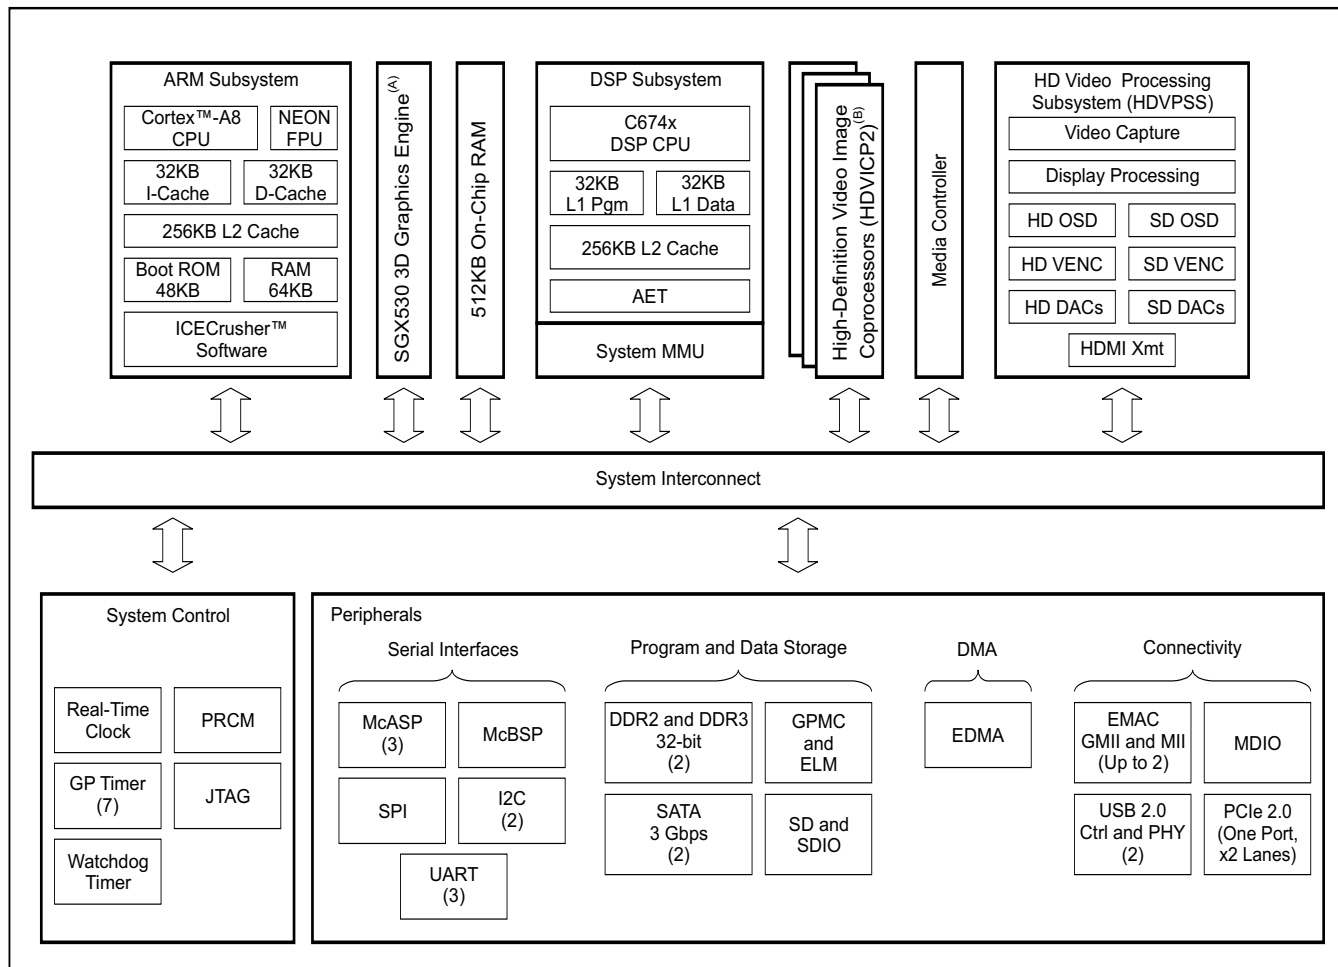 ARM Subsystem
Cortex™-A8
CPU
NEON
FPU
32KB
I-Cache
32KB
D-Cache
256KB L2 Cache
Boot ROM
48KB
RAM
64KB
ICECrusher™
Software
SGX530 3D Graphics Engine(A)
512KB On-Chip RAM
DSP Subsystem
C674x
DSP CPU
32KB
L1 Pgm
32KB
L1 Data
256KB L2 Cache
AET
System MMU
High-Definition Video Image
Coprocessors (HDVICP2)(B)
Media Controller
HD Video Processing
Subsystem (HDVPSS)
Video Capture
Display Processing
HD OSD
SD OSD
HD VENC
SD VENC
HD DACs
SD DACs
HDMI Xmt
System Interconnect
System Control
Real-Time
Clock
PRCM
GP Timer
(7)
JTAG
Watchdog
Timer
Peripherals
Serial Interfaces
McASP
(3)
McBSP
SPI
I2C
(2)
UART
(3)
Program and Data Storage
DDR2 and DDR3
32-bit
(2)
GPMC
and
ELM
SATA
3 Gbps
(2)
SD and
SDIO
DMA
EDMA
Connectivity
EMAC
GMII and MII
(Up to 2)
MDIO
USB 2.0
Ctrl and PHY
(2)
PCIe 2.0
(One Port,
x2 Lanes)